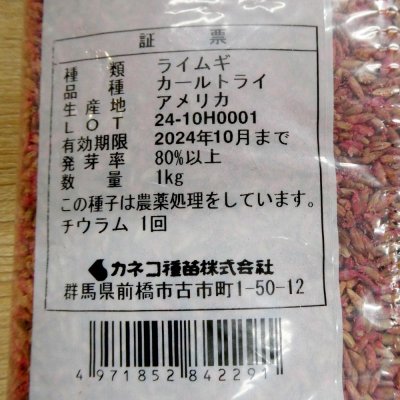 証 票
種 類 ライムギ
品 種 カールトライ
生 産 地 アメリカ
LOT 24-10H0001
有効期限 2024年10月まで
発 芽 率 80%以上
数 量 1kg
この種子は農薬処理をしています。
チウラム 1回
カネコ種苗株式会社
群馬県前橋市古市町1-50-12
4 971852 842291